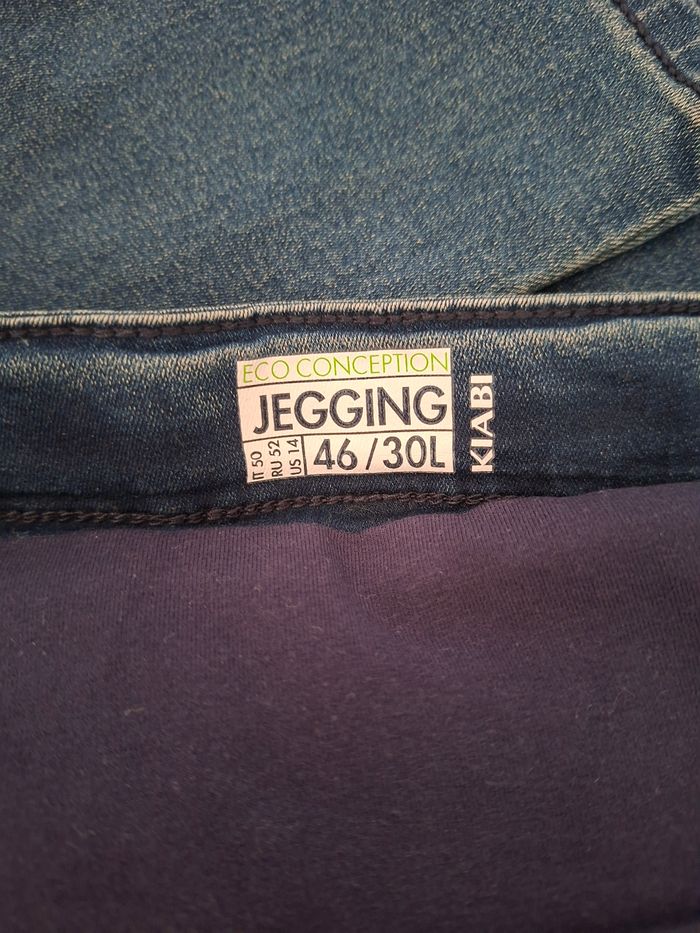 ECO CONCEPTION
JEGGING
IT 50
RU 52
US 14
46/30L
KIABI